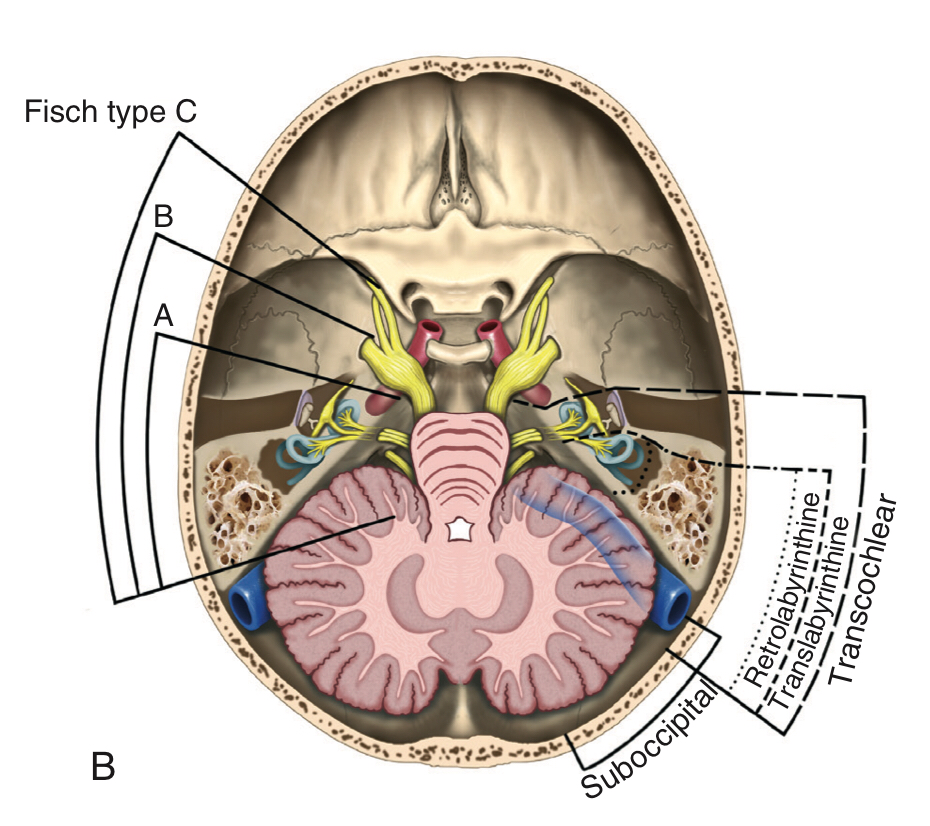 Fisch type C
B
A
Retrolabyrinthine
Translabyrinthine
Transcochlear
Suboccipital
B